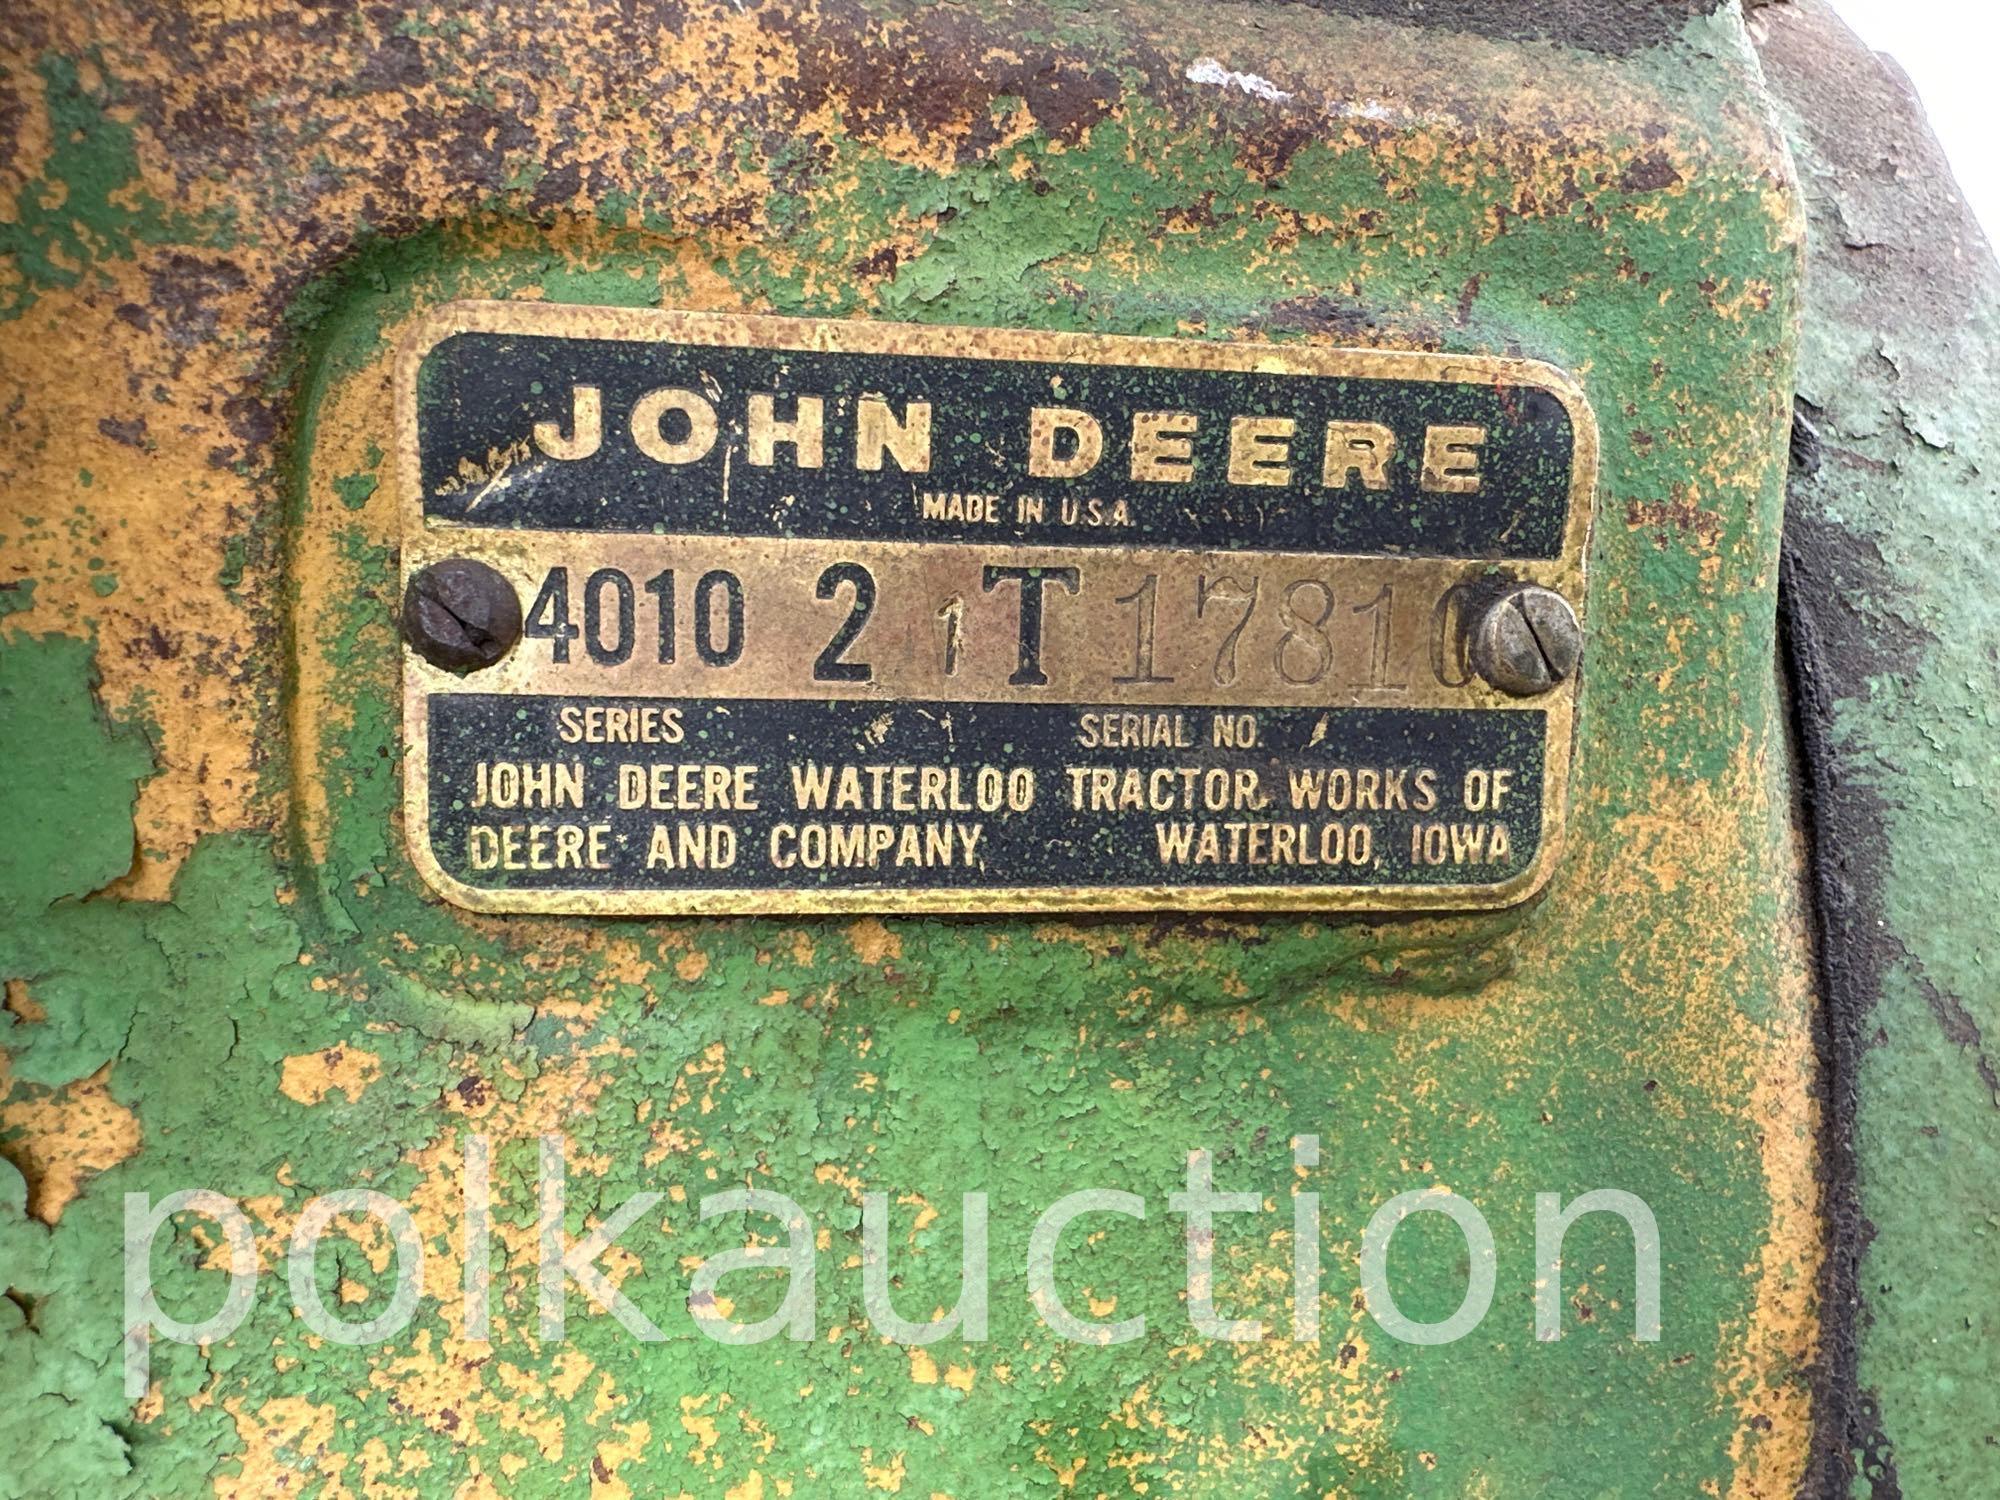 JOHN DEERE
MADE IN U.S.A.
4010 2 1 T 17810
SERIES SERIAL NO.
JOHN DEERE WATERLOO TRACTOR WORKS OF
DEERE AND COMPANY, WATERLOO, IOWA
polkauction